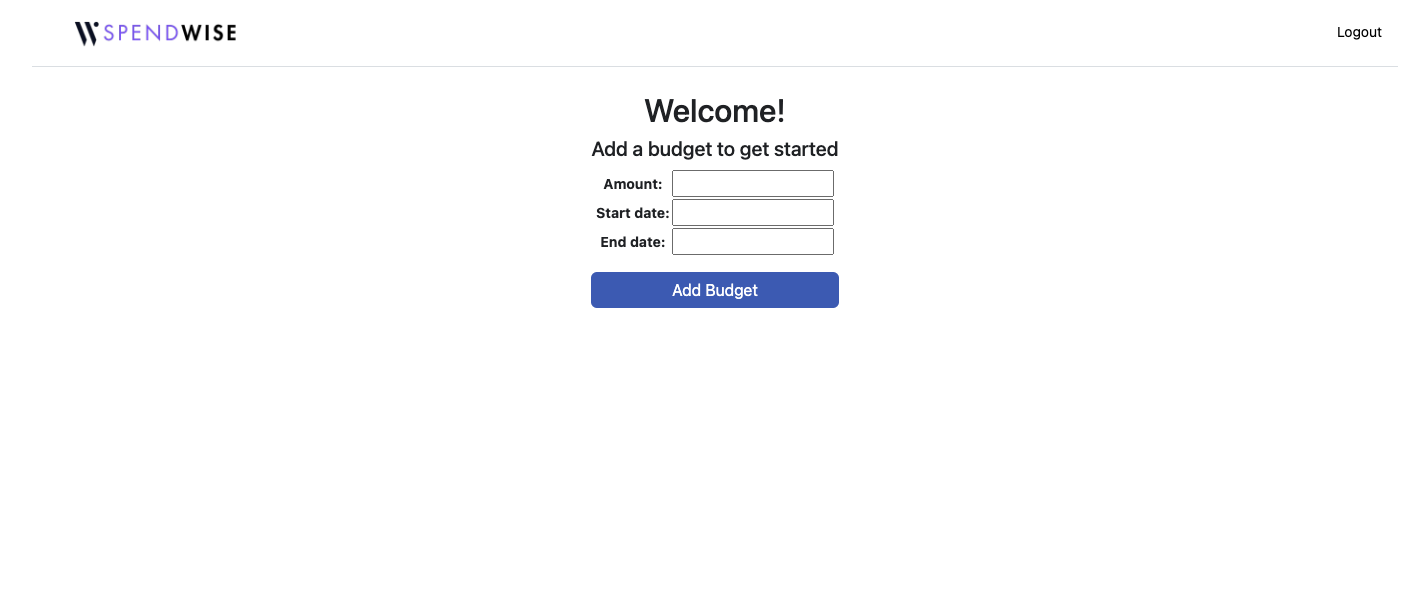 SPENDWISE
Logout
Welcome!
Add a budget to get started
Amount:
Start date:
End date:
Add Budget